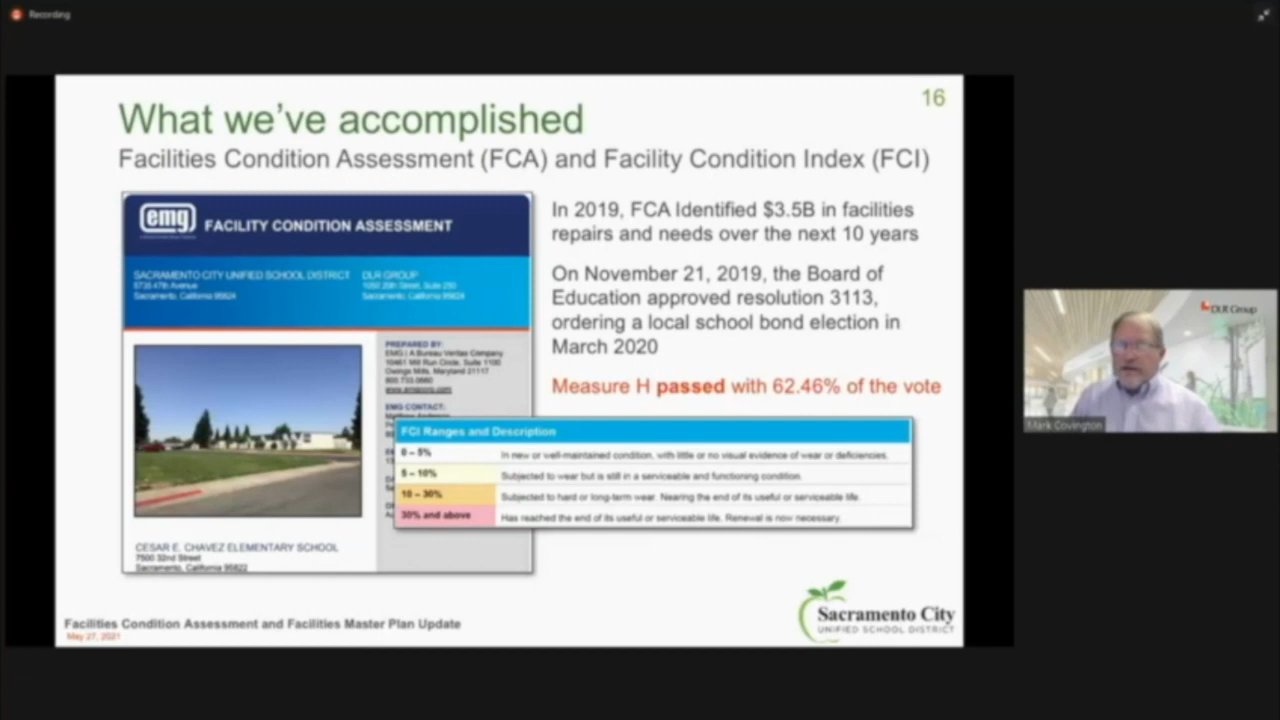 Recording
16
What we've accomplished
Facilities Condition Assessment (FCA) and Facility Condition Index (FCI)
emg FACILITY CONDITION ASSESSMENT
SACRAMENTO CITY UNIFIED SCHOOL DISTRICT
5735 47th Avenue
Sacramento, California 95824
DLR GROUP
1050 20th Street, Suite 250
Sacramento, California
PREPARED BY:
EMG | A Bureau Veritas Company
10461 Mill Run Circle, Suite 1100
Owings Mills, Maryland 21117
800.733.0660
EMG CONTACT:
CESAR E. CHAVEZ ELEMENTARY SCHOOL
7500 32nd Street
Sacramento, California 95822
In 2019, FCA Identified $3.5B in facilities
repairs and needs over the next 10 years
On November 21, 2019, the Board of
Education approved resolution 3113,
ordering a local school bond election in
March 2020
Measure H passed with 62.46% of the vote
FCI Ranges and Description
0 – 5% In new or well-maintained condition, with little or no visual evidence of wear or deficiencies.
5 – 10% Subjected to wear but is still in a serviceable and functioning condition.
10 – 30% Subjected to hard or long-term wear. Nearing the end of its useful or serviceable life.
30% and above Has reached the end of its useful or serviceable life. Renewal is now necessary.
Facilities Condition Assessment and Facilities Master Plan Update
May 27, 2021
Sacramento City
UNIFIED SCHOOL DISTRICT
DLR Group
Mark Covington